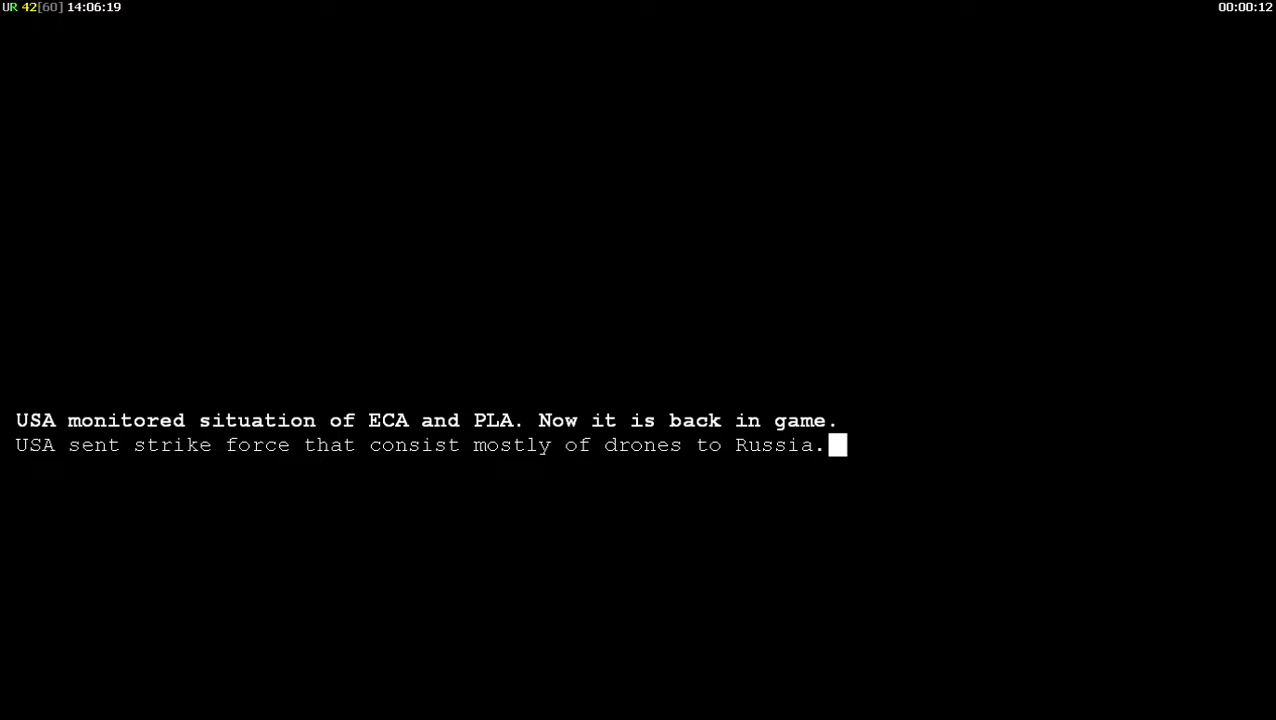 UR 42[60] 14:06:19 00:00:12
USA monitored situation of ECA and PLA. Now it is back in game.
USA sent strike force that consist mostly of drones to Russia.